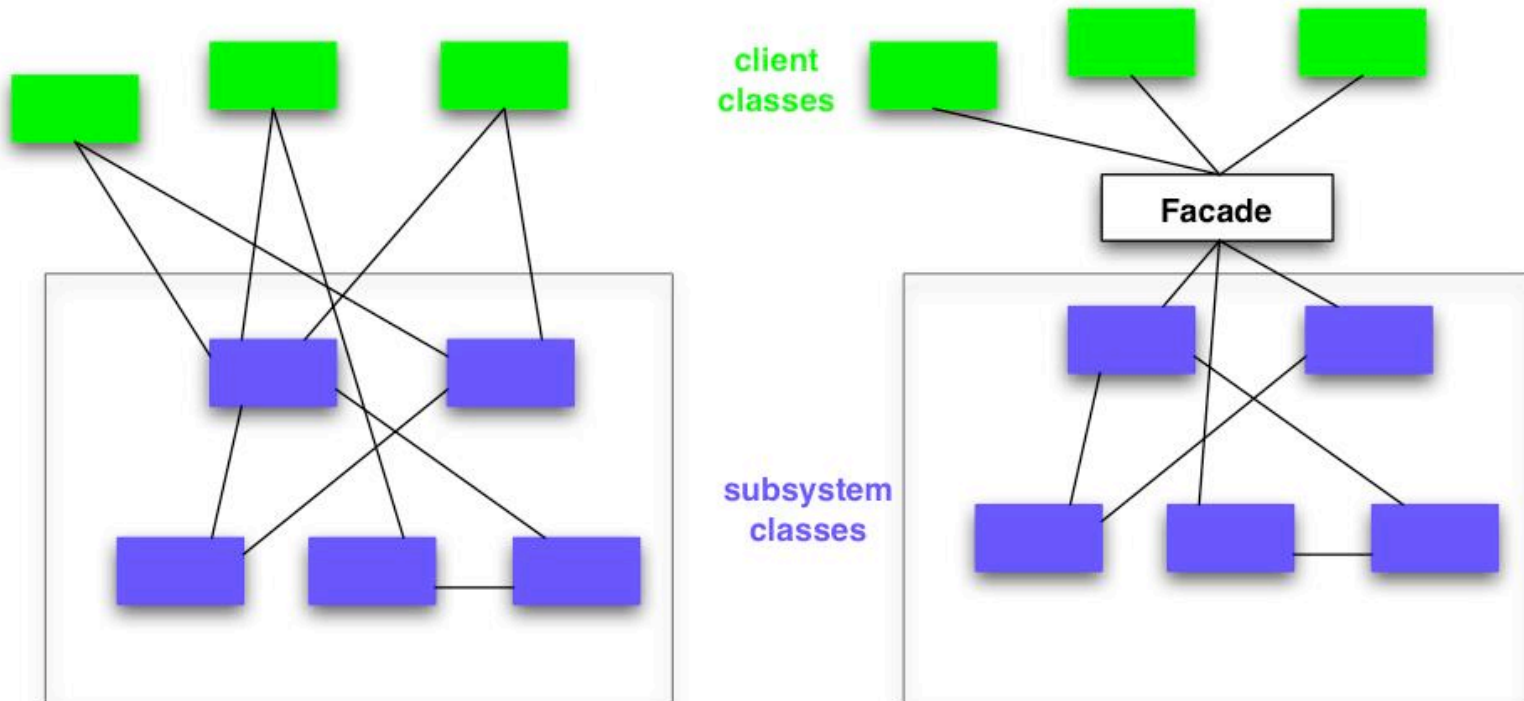 client
classes
Facade
subsystem
classes